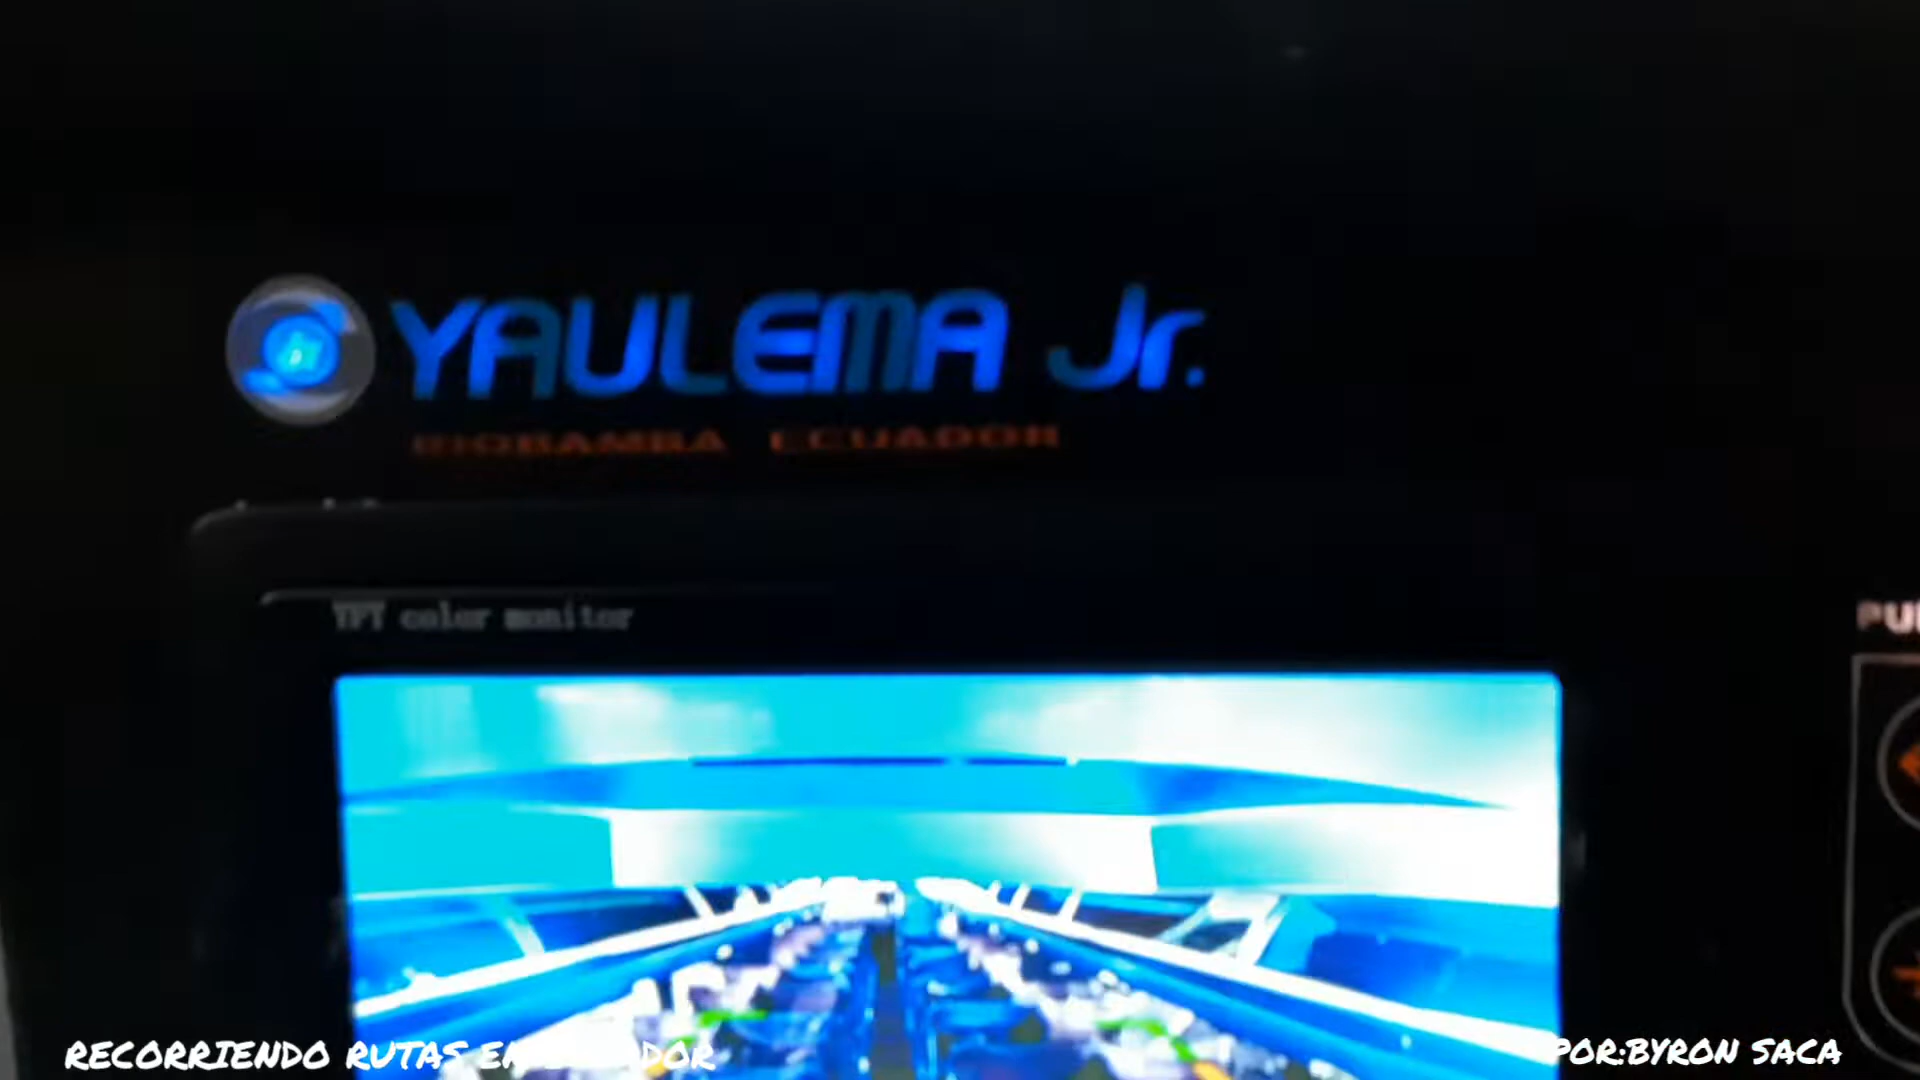 YAULEMA Jr.
RIOBAMBA ECUADOR
TFT color monitor
RECORRIENDO RUTAS
POR:BYRON SACA